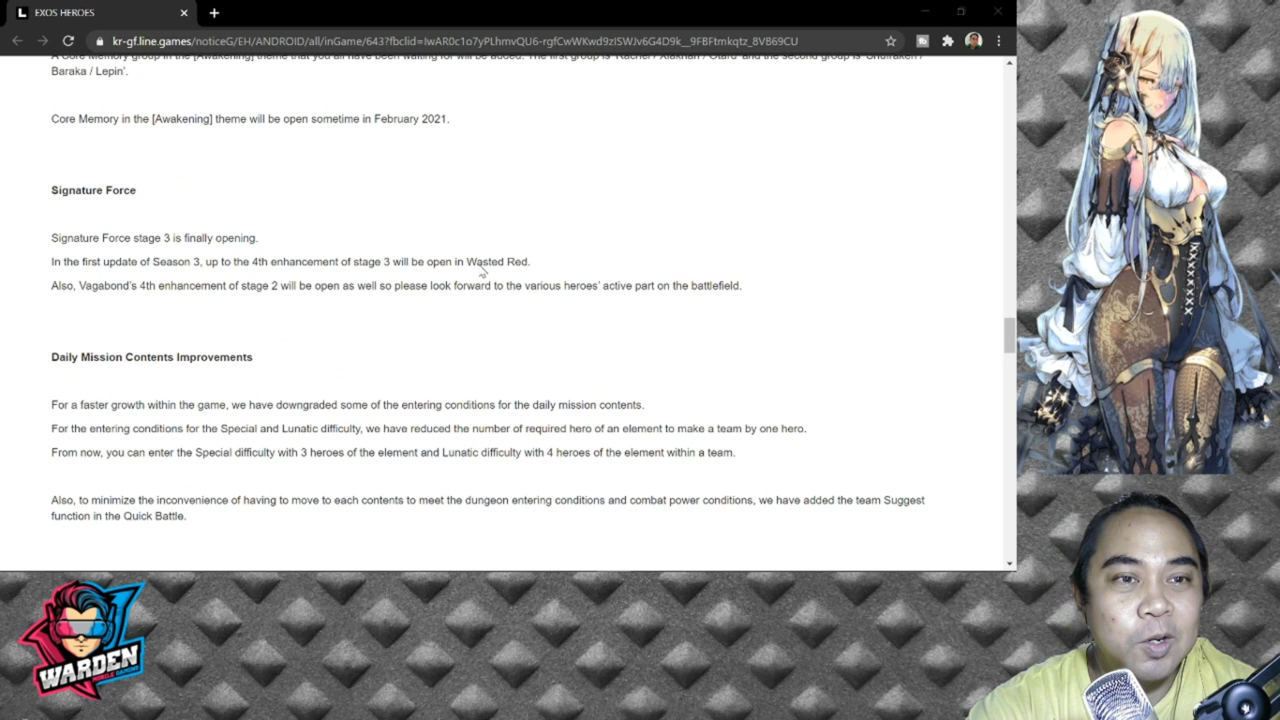 EXOS HEROES
kr-gf.line.games/noticeG/EH/ANDROID/all/inGame/643?fbclid=IwAR0c1o7yPLhmvQU6-rgfCwWKwd9zISWJv6G4D9k__9FBFtmkqtz_8VB69CU
A Core Memory group in the [Awakening] theme that you all have been waiting for will be added. The first group is 'Rachel / Xiakhan / Otard' and the second group is 'Shufraken /
Baraka / Lepin'.
Core Memory in the [Awakening] theme will be open sometime in February 2021.
Signature Force
Signature Force stage 3 is finally opening.
In the first update of Season 3, up to the 4th enhancement of stage 3 will be open in Wasted Red.
Also, Vagabond's 4th enhancement of stage 2 will be open as well so please look forward to the various heroes' active part on the battlefield.
Daily Mission Contents Improvements
For a faster growth within the game, we have downgraded some of the entering conditions for the daily mission contents.
For the entering conditions for the Special and Lunatic difficulty, we have reduced the number of required hero of an element to make a team by one hero.
From now, you can enter the Special difficulty with 3 heroes of the element and Lunatic difficulty with 4 heroes of the element within a team.
Also, to minimize the inconvenience of having to move to each contents to meet the dungeon entering conditions and combat power conditions, we have added the team Suggest
function in the Quick Battle.
WARDEN
MOBILE GAMING